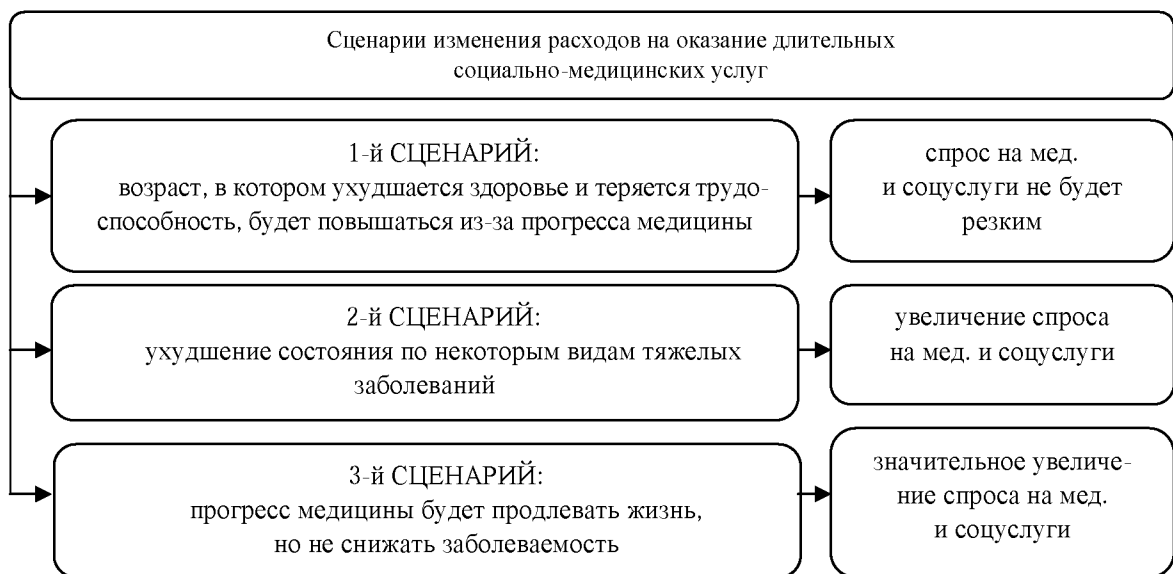 Сценарии изменения расходов на оказание длительных
социально-медицинских услуг
1-й СЦЕНАРИЙ:
возраст, в котором ухудшается здоровье и теряется трудо-
способность, будет повышаться из-за прогресса медицины
спрос на мед.
и соцуслуги не будет
резким
2-й СЦЕНАРИЙ:
ухудшение состояния по некоторым видам тяжелых
заболеваний
увеличение спроса
на мед. и соцуслуги
3-й СЦЕНАРИЙ:
прогресс медицины будет продлевать жизнь,
но не снижать заболеваемость
значительное увеличе-
ние спроса на мед.
и соцуслуги